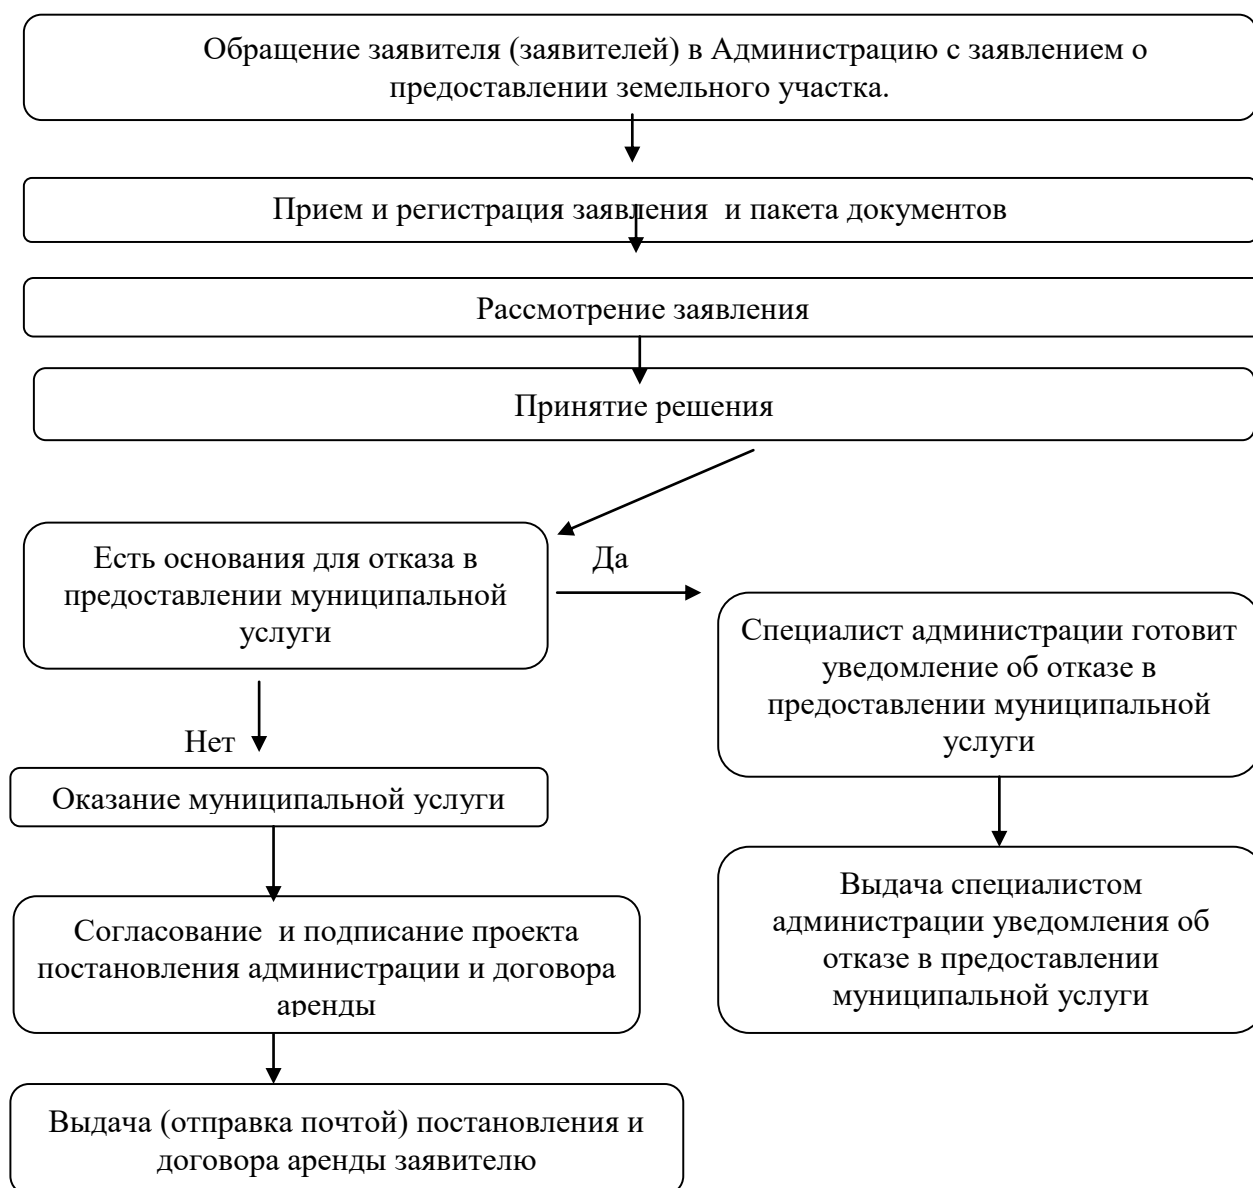 Обращение заявителя (заявителей) в Администрацию с заявлением о
предоставлении земельного участка.
Прием и регистрация заявления  и пакета документов
Рассмотрение заявления
Принятие решения
Есть основания для отказа в
предоставлении муниципальной
услуги
Да
Специалист администрации готовит
уведомление об отказе в
предоставлении муниципальной
услуги
Нет
Оказание муниципальной услуги
Выдача специалистом
администрации уведомления об
отказе в предоставлении
муниципальной услуги
Согласование  и подписание проекта
постановления администрации и договора
аренды
Выдача (отправка почтой) постановления и
договора аренды заявителю